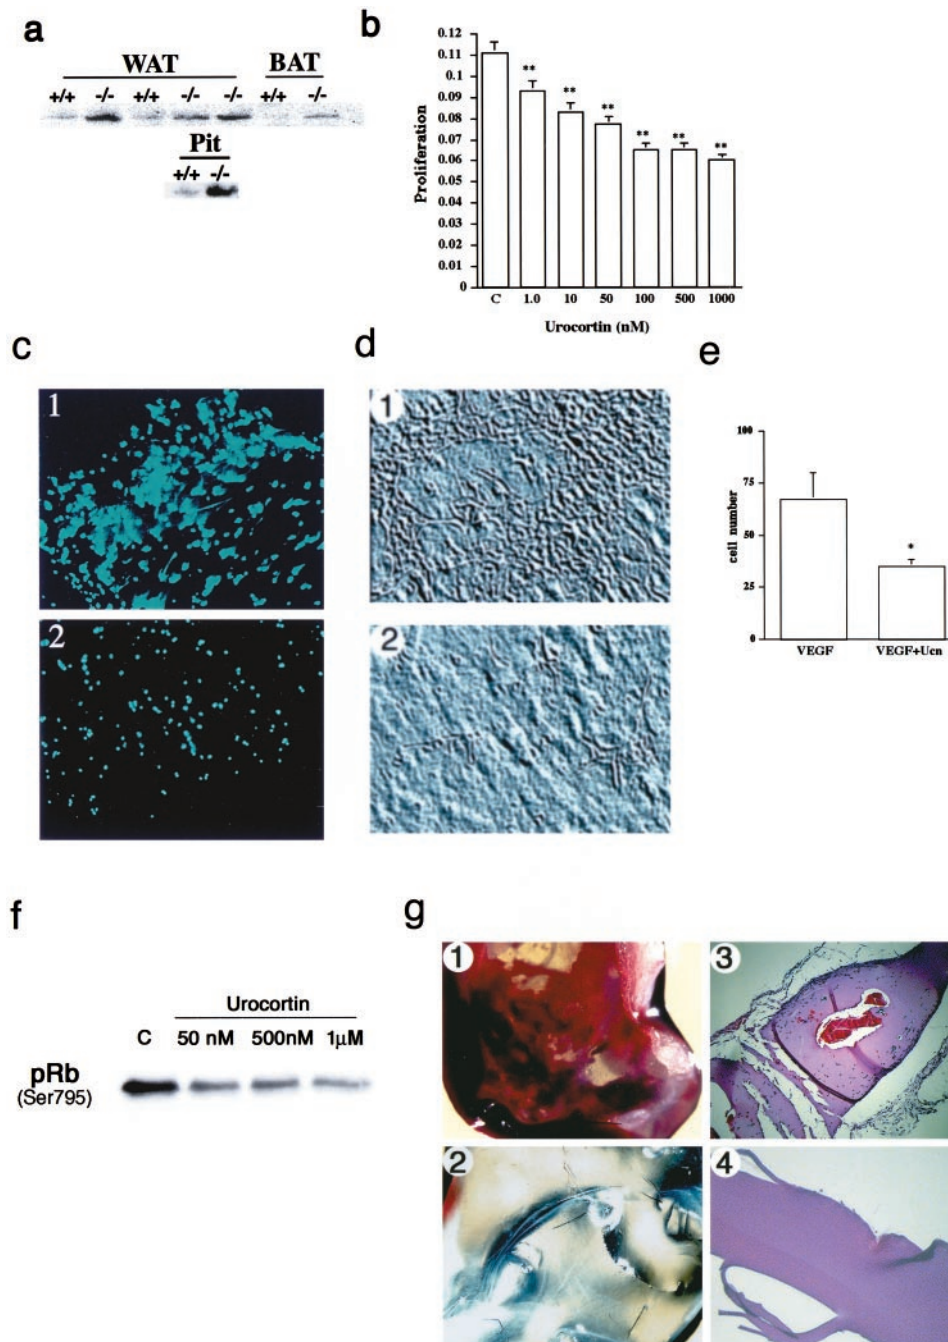 a
WAT BAT
+/+ -/- +/+ -/- -/- +/+ -/-
Pit
+/+ -/-
b
0.12
0.11
0.1
0.09
0.08
0.07
0.06
0.05
0.04
0.03
0.02
0.01
0
Proliferation
** ** ** ** ** **
C 1.0 10 50 100 500 1000
Urocortin (nM)
c
1
2
d
1
2
e
100
75
50
25
0
cell number
*
VEGF VEGF+Ucn
f
Urocortin
C 50 nM 500nM 1μM
pRb
(Ser795)
g
1
3
2
4